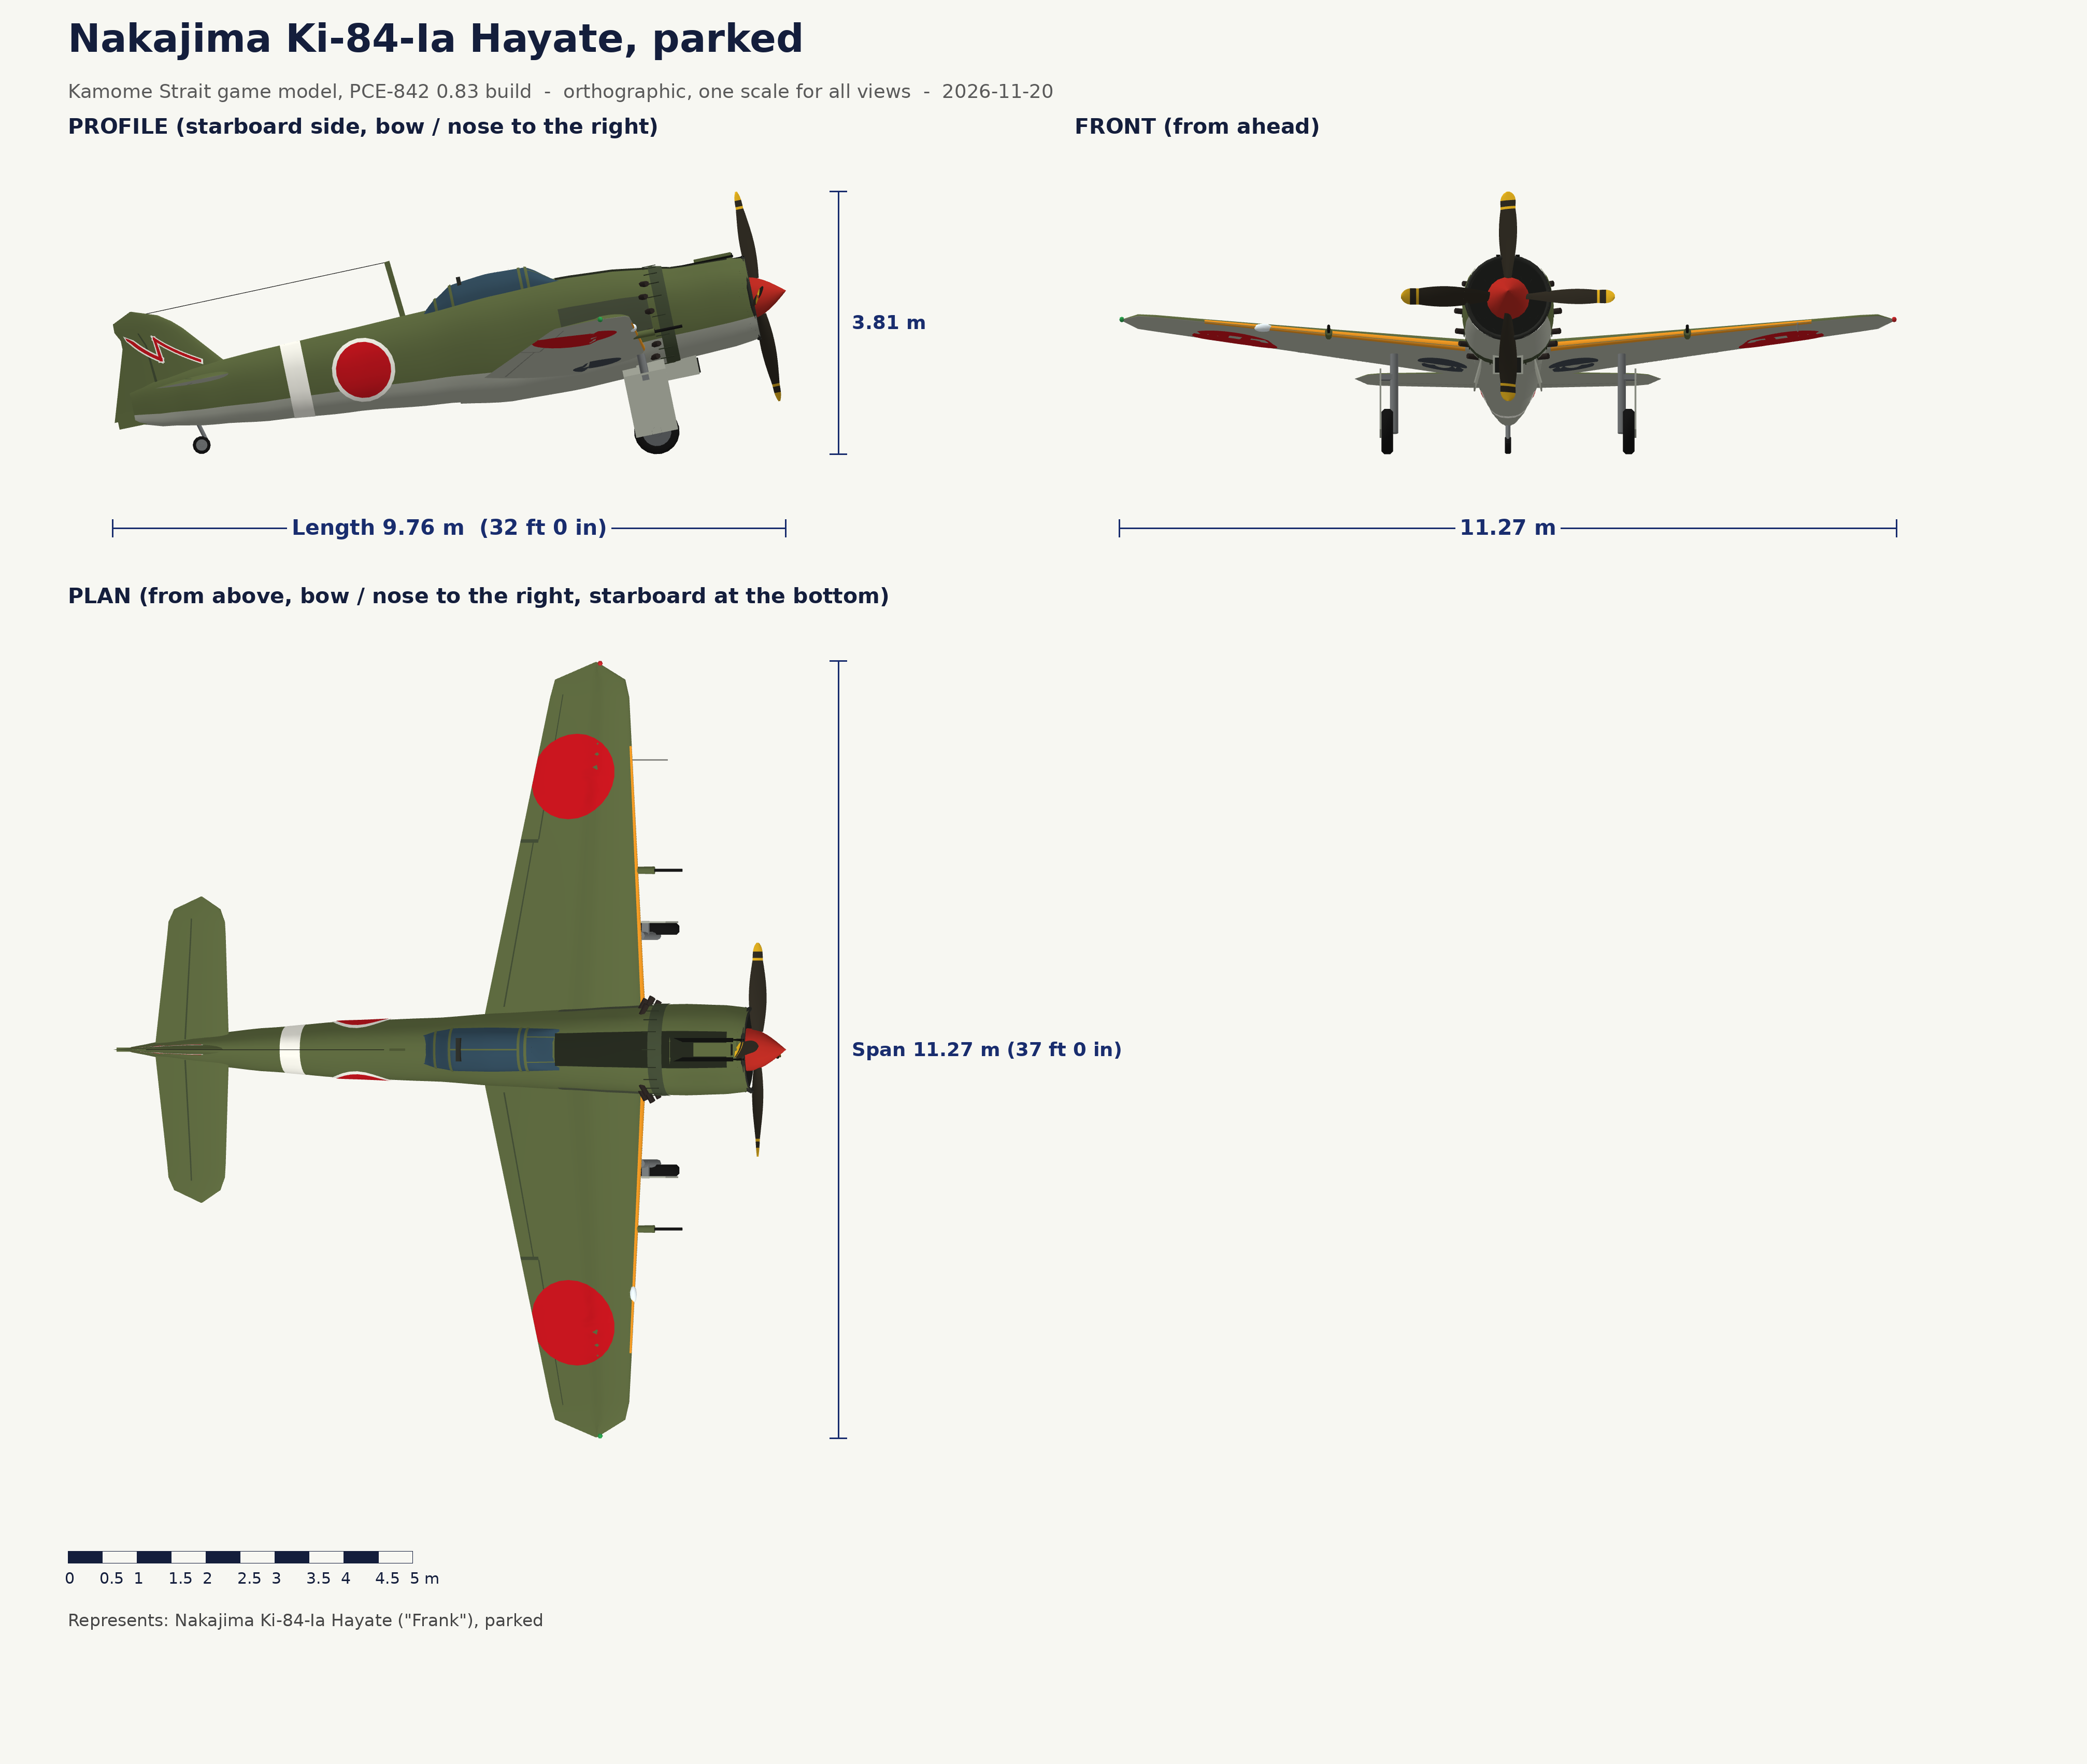 Nakajima Ki-84-Ia Hayate, parked
Kamome Strait game model, PCE-842 0.83 build - orthographic, one scale for all views - 2026-11-20
PROFILE (starboard side, bow / nose to the right)
FRONT (from ahead)
3.81 m
Length 9.76 m (32 ft 0 in)
11.27 m
PLAN (from above, bow / nose to the right, starboard at the bottom)
Span 11.27 m (37 ft 0 in)
0 0.5 1 1.5 2 2.5 3 3.5 4 4.5 5 m
Represents: Nakajima Ki-84-Ia Hayate ("Frank"), parked